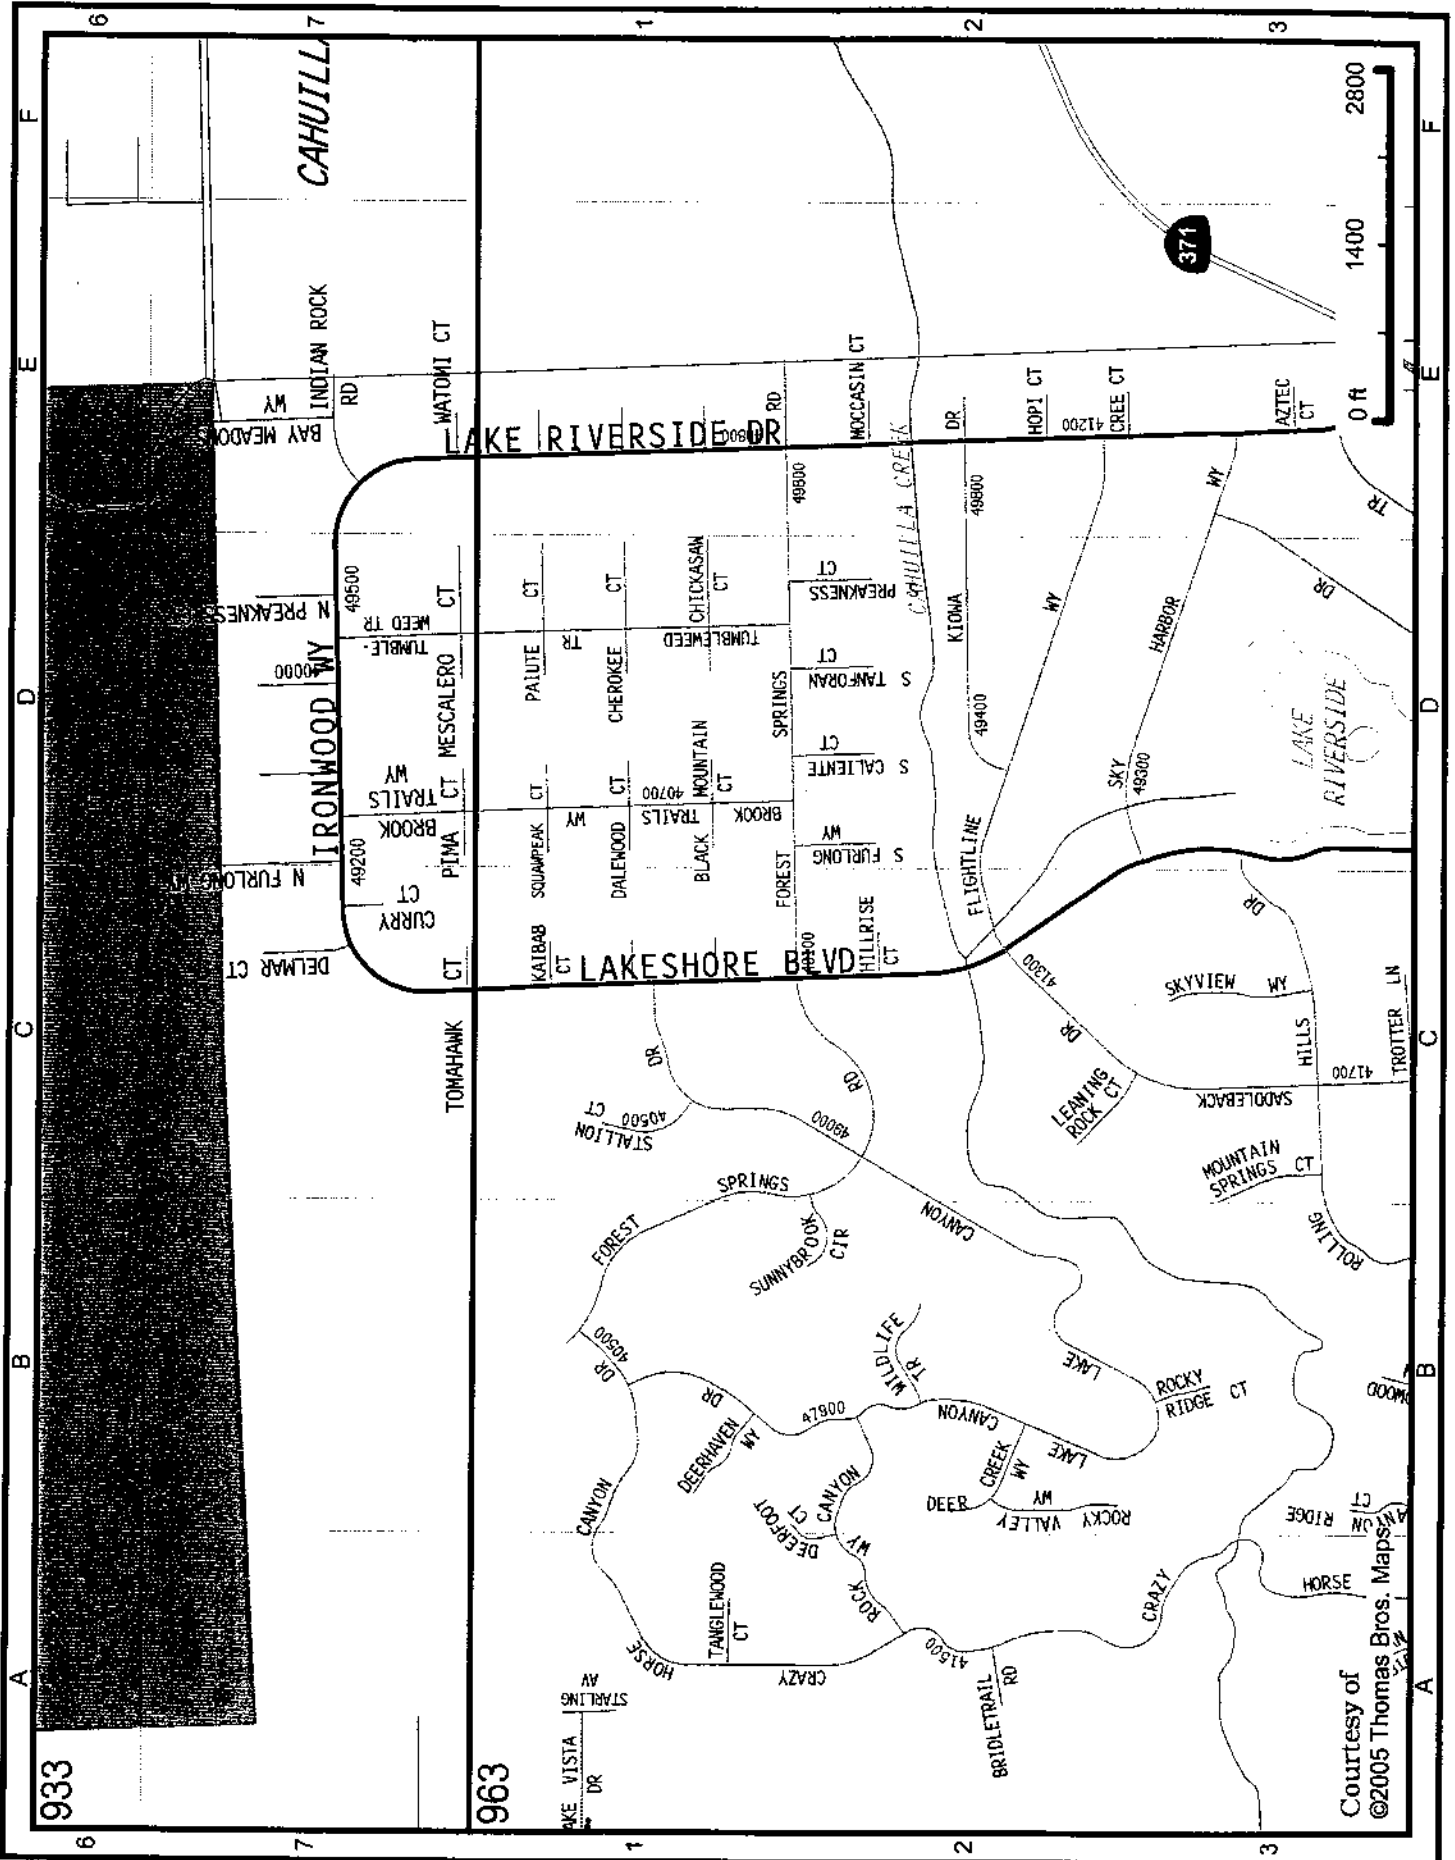 933
963
A
B
C
D
E
F
6
7
1
2
3
CAHUILL
INDIAN ROCK
RD
BAY MEADOWS
WY
WATOMI CT
LAKE RIVERSIDE DR
40800
IRONWOOD WY
49500
49200
40000
N PREAKNESS
N FURLONG
DELMAR CT
CURRY
CT
TUMBLE-
WEED TR
BROOK
TRAILS
WY
TOMAHAWK
CT
PIMA CT
MESCALERO CT
KAIBAB
CT
SQUAWPEAK CT
PAIUTE CT
DALEWOOD CT
CHEROKEE CT
BLACK MOUNTAIN
CT
CHICKASAW
CT
TUMBLEWEED TR
BROOK TRAILS WY
40700
FOREST SPRINGS RD
49800
PREAKNESS
CT
S TANFORAN
CT
S CALIENTE
CT
S FURLONG
WY
HILLRISE
CT
LAKESHORE BLVD
MOCCASIN CT
CAHUILLA CREEK
KIOWA DR
49800
49400
HOPI CT
41200
CREE CT
AZTEC
CT
FLIGHTLINE WY
SKY HARBOR WY
49300
DR
TR
LAKE
RIVERSIDE
371
0 ft 1400 2800
STALLION
CT
40500
DR
RD
49000
FOREST SPRINGS
SUNNYBROOK
CIR
CANYON
LAKE
ROCKY
RIDGE CT
41300
DR
LEANING
ROCK CT
SADDLEBACK
SKYVIEW WY
DR
HILLS
ROLLING
41700
TROTTER LN
MOUNTAIN
SPRINGS CT
40500
DR
CANYON
HORSE
CRAZY
DR
DEERHAVEN
WY
47900
WILDLIFE
TR
CANYON
LAKE
DEER CREEK
WY
ROCKY VALLEY WY
DEERFOOT
CT
CANYON
ROCK
WY
TANGLEWOOD
CT
41500
BRIDLETRAIL
RD
CRAZY
HORSE
RIDGE
CT
STARLING
AV
AKE VISTA
DR
Courtesy of
©2005 Thomas Bros. Maps